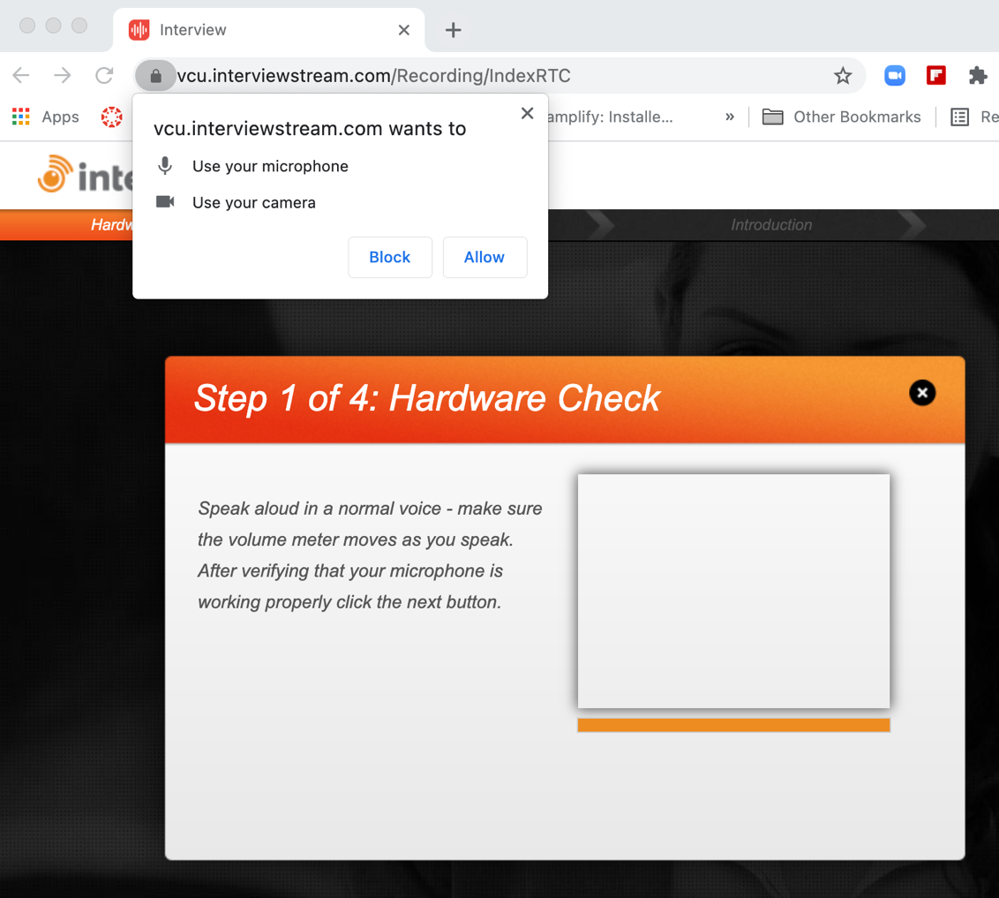 Interview
vcu.interviewstream.com/Recording/IndexRTC
Apps
amplify: Installe...
»
Other Bookmarks
vcu.interviewstream.com wants to
Use your microphone
Use your camera
Block
Allow
Introduction
Step 1 of 4: Hardware Check
Speak aloud in a normal voice - make sure
the volume meter moves as you speak.
After verifying that your microphone is
working properly click the next button.